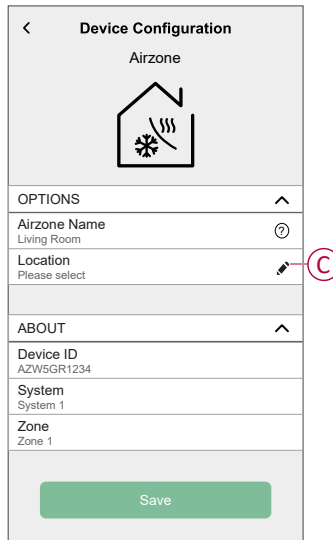 Device Configuration
Airzone
OPTIONS
Airzone Name
Living Room
?
Location
Please select
C
ABOUT
Device ID
AZW5GR1234
System
System 1
Zone
Zone 1
Save